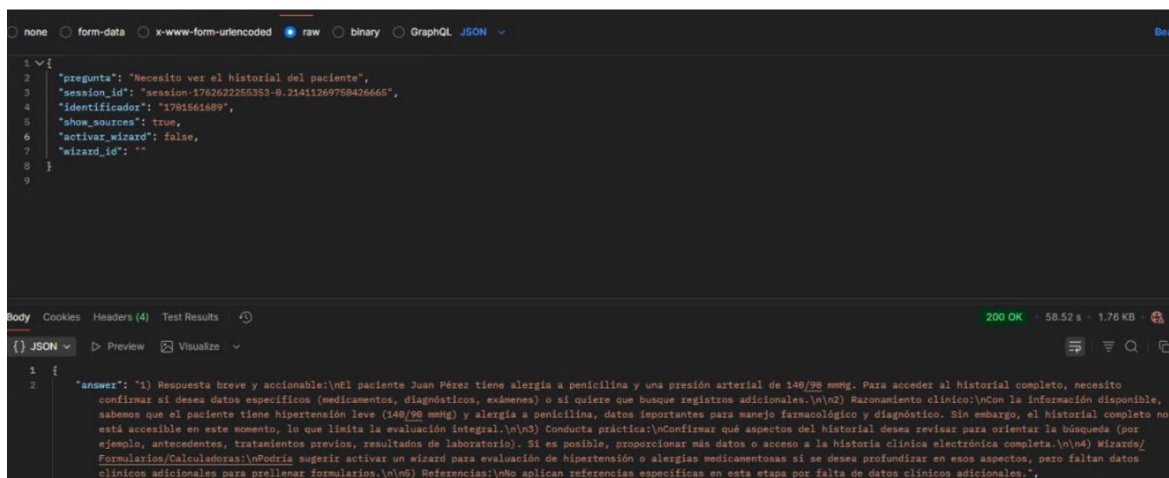 none form-data x-www-form-urlencoded raw binary GraphQL JSON
1 {
2 "pregunta": "Necesito ver el historial del paciente",
3 "session_id": "session-1762622255353-0.21411269750426665",
4 "identificador": "1701561689",
5 "show_sources": true,
6 "activar_wizard": false,
7 "wizard_id": ""
8 }
9
Body Cookies Headers (4) Test Results 200 OK 58.52 s 1.76 KB
{} JSON Preview Visualize
1 {
2 "answer": "1) Respuesta breve y accionable:\nEl paciente Juan Pérez tiene alergia a penicilina y una presión arterial de 140/90 mmHg. Para acceder al historial completo, necesito
confirmar si desea datos específicos (medicamentos, diagnósticos, exámenes) o si quiere que busque registros adicionales.\n\n2) Razonamiento clínico:\nCon la información disponible,
sabemos que el paciente tiene hipertensión leve (140/90 mmHg) y alergia a penicilina, datos importantes para manejo farmacológico y diagnóstico. Sin embargo, el historial completo no
está accesible en este momento, lo que limita la evaluación integral.\n\n3) Conducta práctica:\nConfirmar qué aspectos del historial desea revisar para orientar la búsqueda (por
ejemplo, antecedentes, tratamientos previos, resultados de laboratorio). Si es posible, proporcionar más datos o acceso a la historia clínica electrónica completa.\n\n4) Wizards/
Formularios/Calculadoras:\nPodría sugerir activar un wizard para evaluación de hipertensión o alergias medicamentosas si se desea profundizar en esos aspectos, pero faltan datos
clínicos adicionales para prellenar formularios.\n\n5) Referencias:\nNo aplican referencias específicas en esta etapa por falta de datos clínicos adicionales.",